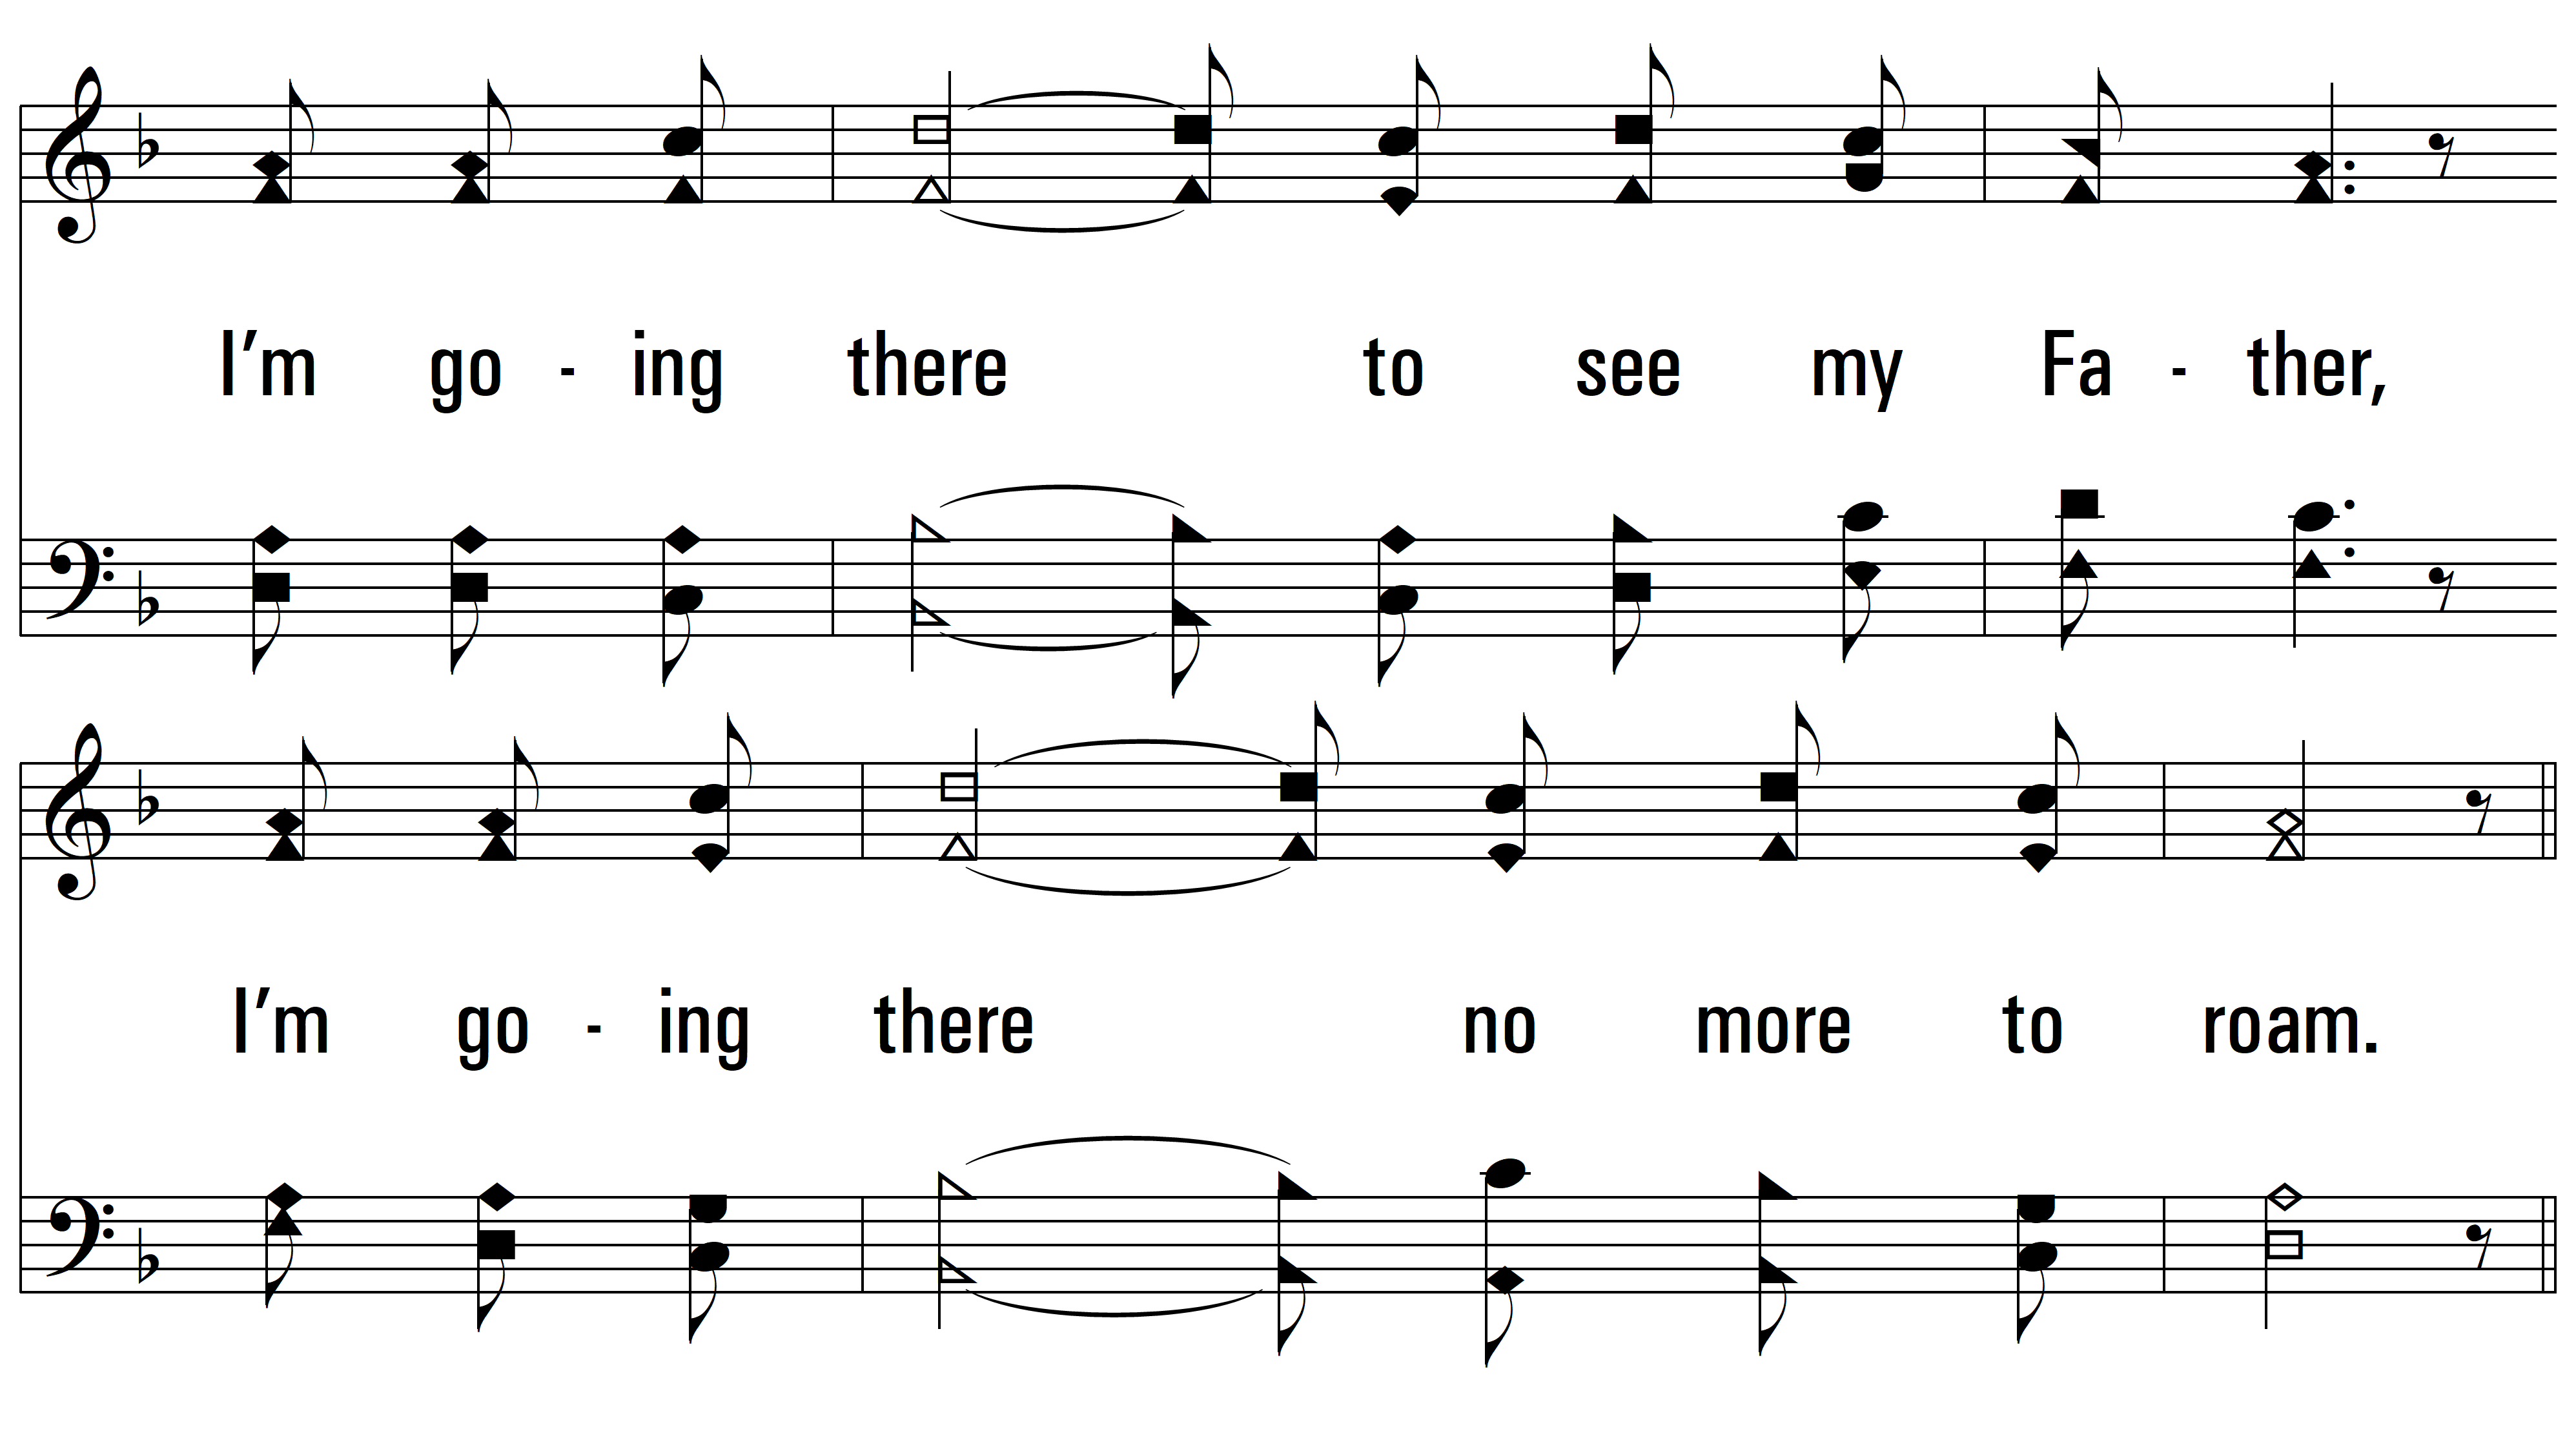 I'm go - ing there to see my Fa - ther,
I'm go - ing there no more to roam.